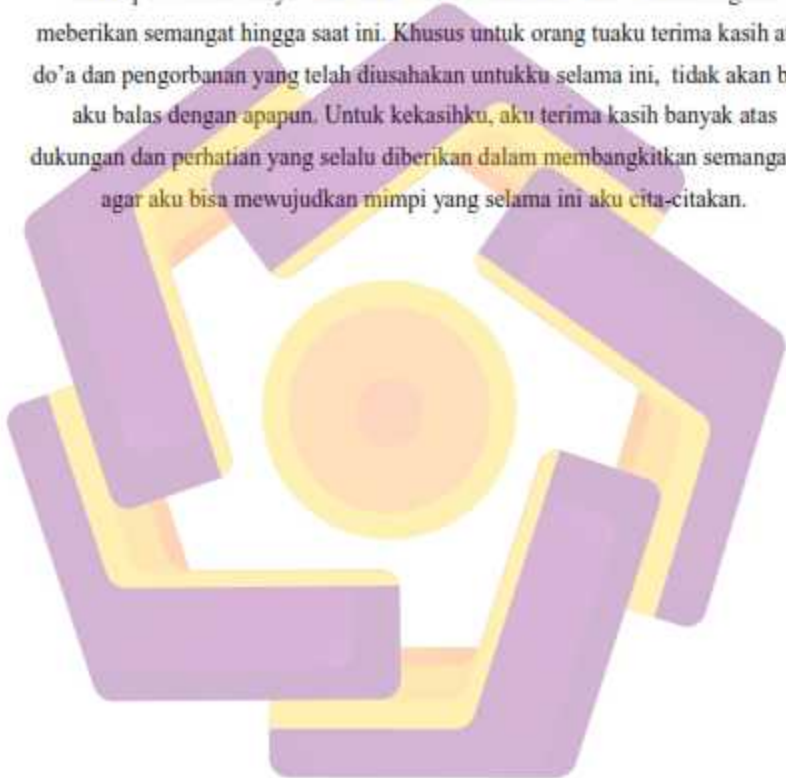 meberikan semangat hingga saat ini. Khusus untuk orang tuaku terima kasih a
do'a dan pengorbanan yang telah diusahakan untukku selama ini, tidak akan b
aku balas dengan apapun. Untuk kekasihku, aku terima kasih banyak atas
dukungan dan perhatian yang selalu diberikan dalam membangkitkan semanga
agar aku bisa mewujudkan mimpi yang selama ini aku cita-citakan.